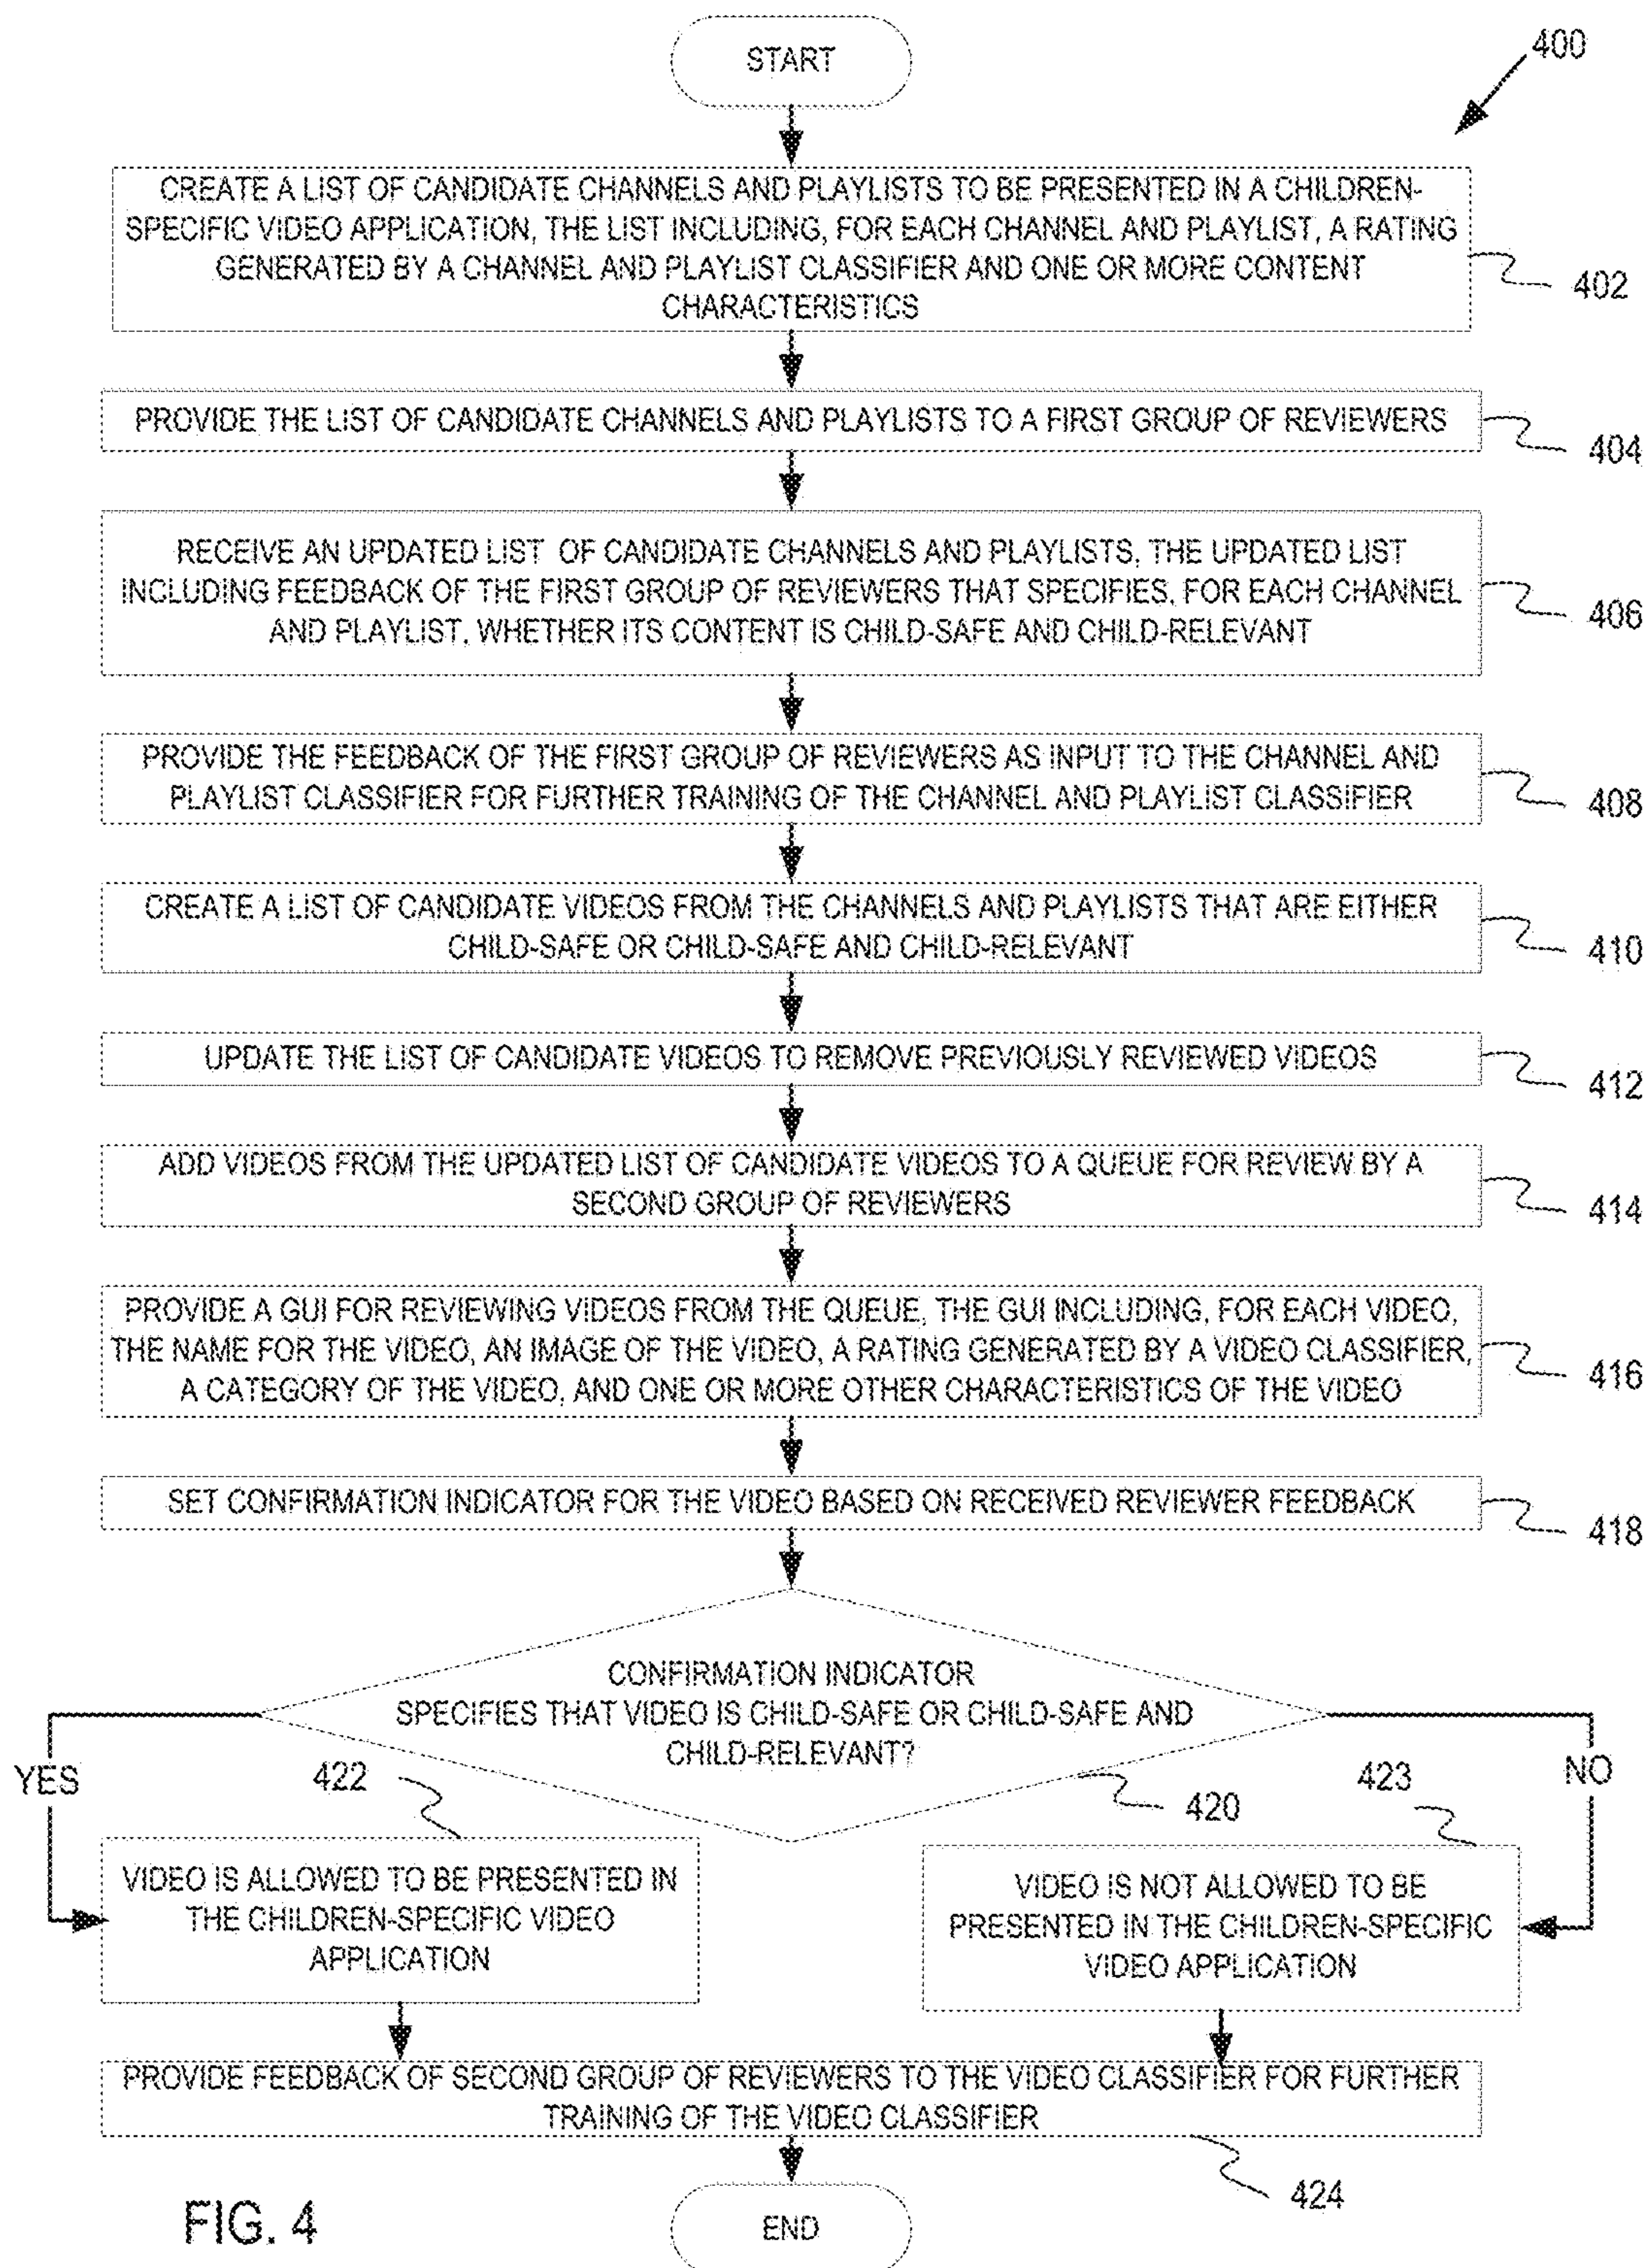 START
400
CREATE A LIST OF CANDIDATE CHANNELS AND PLAYLISTS TO BE PRESENTED IN A CHILDREN-
SPECIFIC VIDEO APPLICATION, THE LIST INCLUDING, FOR EACH CHANNEL AND PLAYLIST, A RATING
GENERATED BY A CHANNEL AND PLAYLIST CLASSIFIER AND ONE OR MORE CONTENT
CHARACTERISTICS
402
PROVIDE THE LIST OF CANDIDATE CHANNELS AND PLAYLISTS TO A FIRST GROUP OF REVIEWERS
404
RECEIVE AN UPDATED LIST OF CANDIDATE CHANNELS AND PLAYLISTS, THE UPDATED LIST
INCLUDING FEEDBACK OF THE FIRST GROUP OF REVIEWERS THAT SPECIFIES, FOR EACH CHANNEL
AND PLAYLIST, WHETHER ITS CONTENT IS CHILD-SAFE AND CHILD-RELEVANT
406
PROVIDE THE FEEDBACK OF THE FIRST GROUP OF REVIEWERS AS INPUT TO THE CHANNEL AND
PLAYLIST CLASSIFIER FOR FURTHER TRAINING OF THE CHANNEL AND PLAYLIST CLASSIFIER
408
CREATE A LIST OF CANDIDATE VIDEOS FROM THE CHANNELS AND PLAYLISTS THAT ARE EITHER
CHILD-SAFE OR CHILD-SAFE AND CHILD-RELEVANT
410
UPDATE THE LIST OF CANDIDATE VIDEOS TO REMOVE PREVIOUSLY REVIEWED VIDEOS
412
ADD VIDEOS FROM THE UPDATED LIST OF CANDIDATE VIDEOS TO A QUEUE FOR REVIEW BY A
SECOND GROUP OF REVIEWERS
414
PROVIDE A GUI FOR REVIEWING VIDEOS FROM THE QUEUE, THE GUI INCLUDING, FOR EACH VIDEO,
THE NAME FOR THE VIDEO, AN IMAGE OF THE VIDEO, A RATING GENERATED BY A VIDEO CLASSIFIER,
A CATEGORY OF THE VIDEO, AND ONE OR MORE OTHER CHARACTERISTICS OF THE VIDEO
416
SET CONFIRMATION INDICATOR FOR THE VIDEO BASED ON RECEIVED REVIEWER FEEDBACK
418
CONFIRMATION INDICATOR
SPECIFIES THAT VIDEO IS CHILD-SAFE OR CHILD-SAFE AND
CHILD-RELEVANT?
420
YES
NO
422
423
VIDEO IS ALLOWED TO BE PRESENTED IN
THE CHILDREN-SPECIFIC VIDEO
APPLICATION
VIDEO IS NOT ALLOWED TO BE
PRESENTED IN THE CHILDREN-SPECIFIC
VIDEO APPLICATION
PROVIDE FEEDBACK OF SECOND GROUP OF REVIEWERS TO THE VIDEO CLASSIFIER FOR FURTHER
TRAINING OF THE VIDEO CLASSIFIER
424
END
FIG. 4